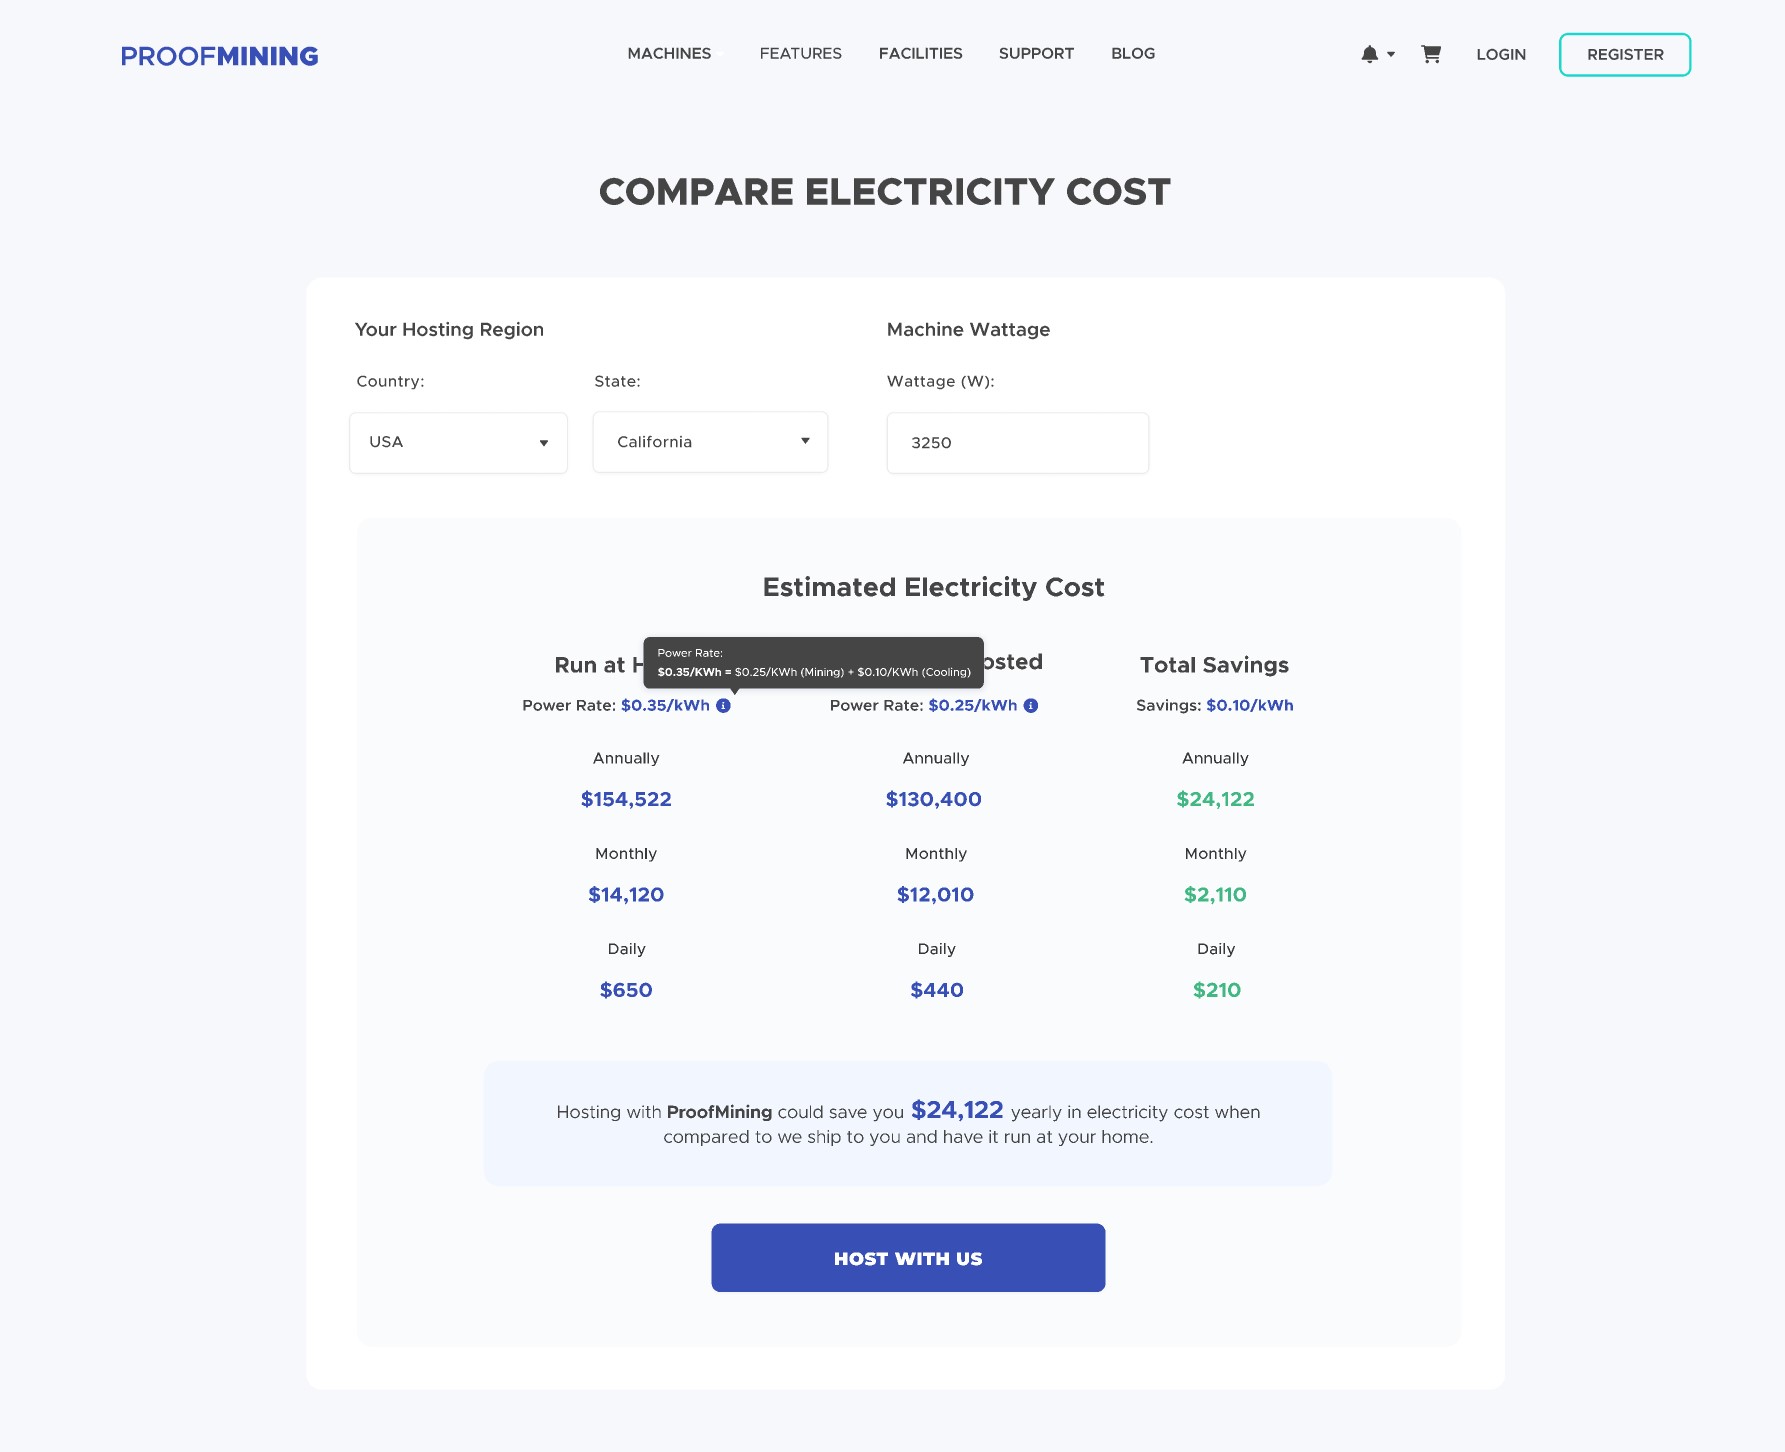 PROOFMINING
MACHINES
FEATURES
FACILITIES
SUPPORT
BLOG
LOGIN
REGISTER
COMPARE ELECTRICITY COST
Your Hosting Region
Machine Wattage
Country:
State:
Wattage (W):
USA
California
3250
Estimated Electricity Cost
Run at H
Power Rate:
$0.35/KWh = $0.25/KWh (Mining) + $0.10/KWh (Cooling)
osted
Total Savings
Power Rate: $0.35/kWh
Power Rate: $0.25/kWh
Savings: $0.10/kWh
Annually
Annually
Annually
$154,522
$130,400
$24,122
Monthly
Monthly
Monthly
$14,120
$12,010
$2,110
Daily
Daily
Daily
$650
$440
$210
Hosting with ProofMining could save you $24,122 yearly in electricity cost when
compared to we ship to you and have it run at your home.
HOST WITH US